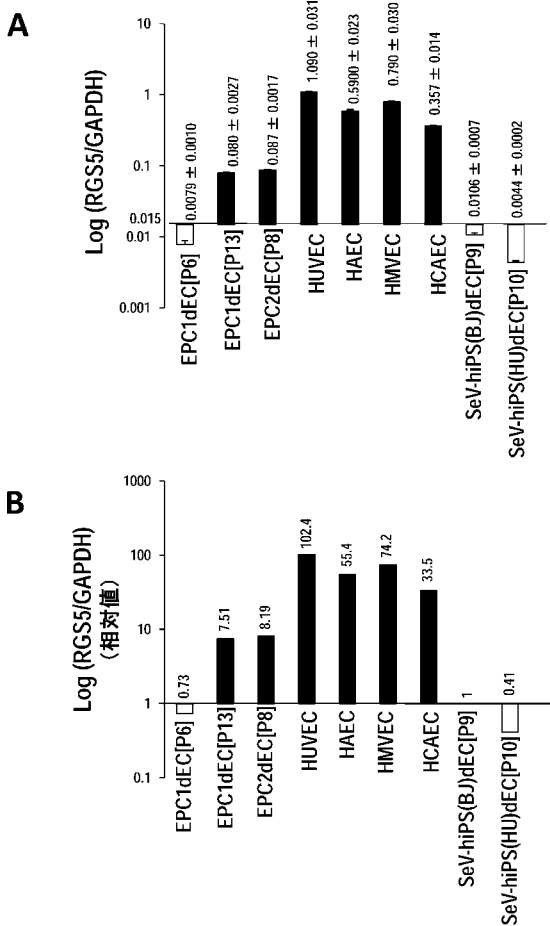 A
Log (RGS5/GAPDH)
10
1
0.1
0.015
0.01
0.001
0.0079 ± 0.0010
0.080 ± 0.0027
0.087 ± 0.0017
1.090 ± 0.031
0.5900 ± 0.023
0.790 ± 0.030
0.357 ± 0.014
0.0106 ± 0.0007
0.0044 ± 0.0002
EPC1dEC[P6]
EPC1dEC[P13]
EPC2dEC[P8]
HUVEC
HAEC
HMVEC
HCAEC
SeV-hiPS(BJ)dEC[P9]
SeV-hiPS(HU)dEC[P10]
B
Log (RGS5/GAPDH)
(相対値)
1000
100
10
1
0.1
0.73
7.51
8.19
102.4
55.4
74.2
33.5
1
0.41
EPC1dEC[P6]
EPC1dEC[P13]
EPC2dEC[P8]
HUVEC
HAEC
HMVEC
HCAEC
SeV-hiPS(BJ)dEC[P9]
SeV-hiPS(HU)dEC[P10]